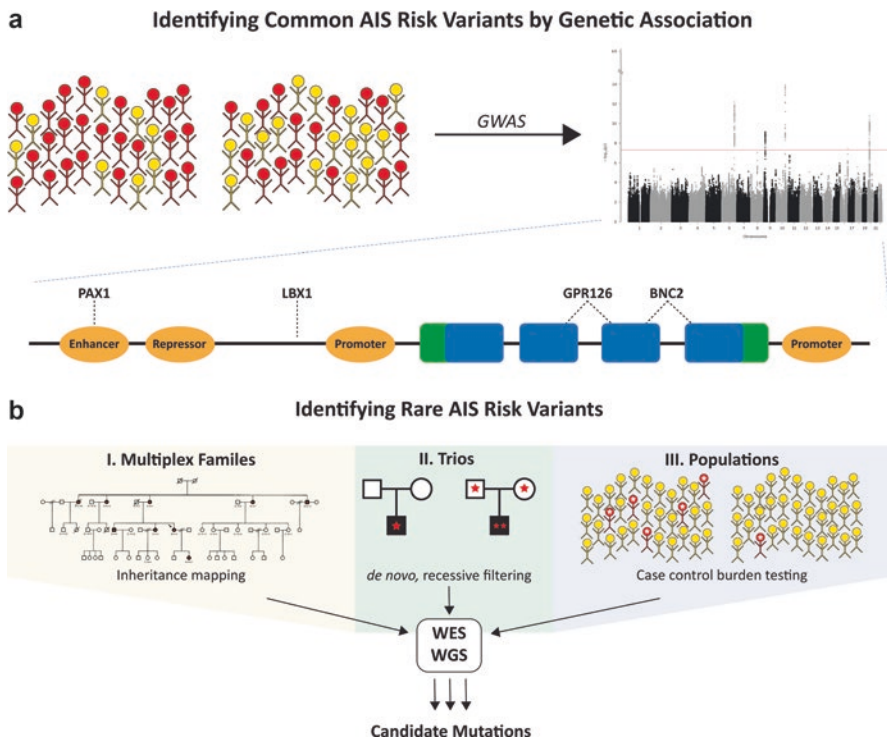 a
Identifying Common AIS Risk Variants by Genetic Association
GWAS
Chromosome
PAX1
LBX1
GPR126
BNC2
Enhancer
Repressor
Promoter
Promoter
b
Identifying Rare AIS Risk Variants
I. Multiplex Familes
II. Trios
III. Populations
Inheritance mapping
de novo, recessive filtering
Case control burden testing
WES
WGS
Candidate Mutations